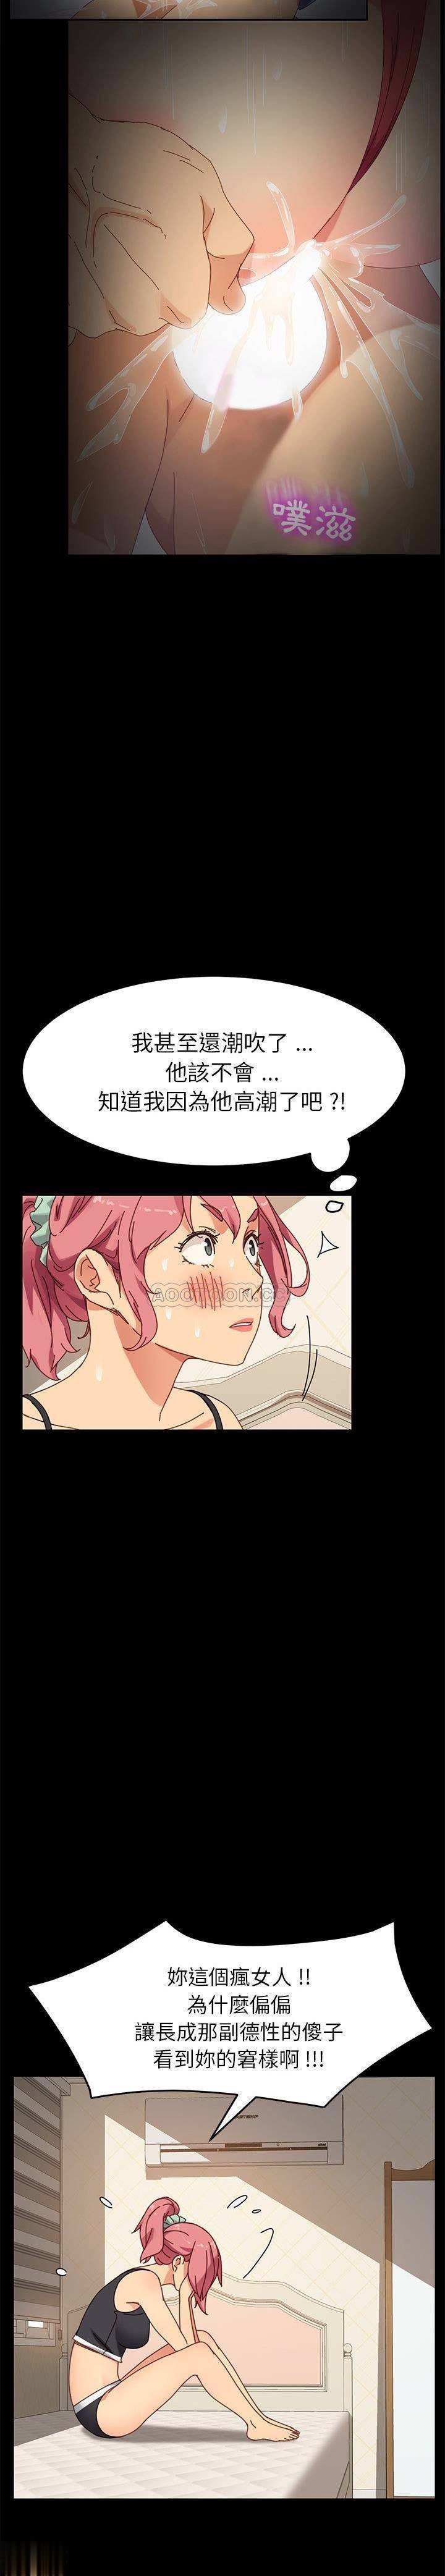 噗滋
我甚至還潮吹了 ...
他該不會 ...
知道我因為他高潮了吧 ?!
妳這個瘋女人 !!
為什麼偏偏
讓長成那副德性的傻子
看到妳的窘樣啊 !!!